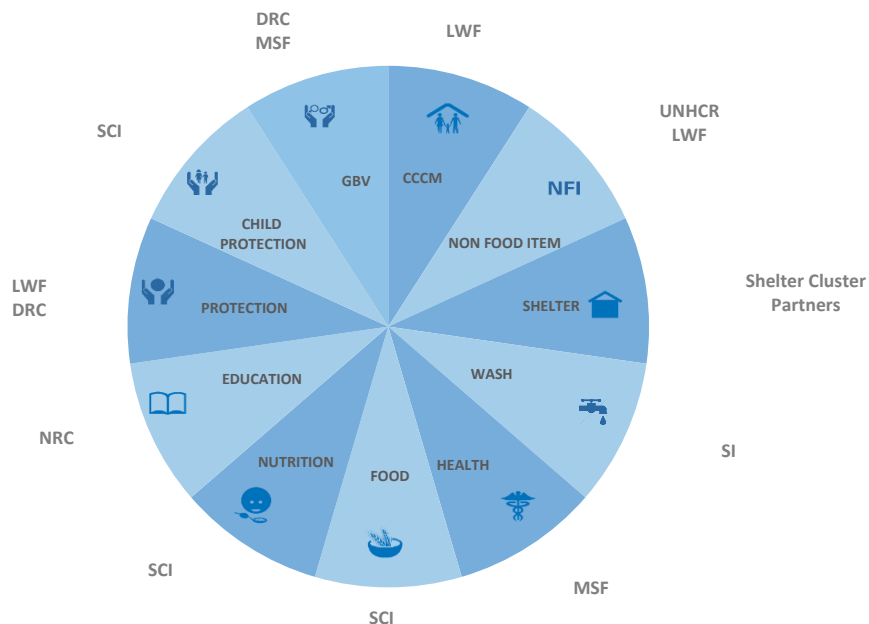 DRC
MSF
LWF
UNHCR
LWF
SCI
GBV
CCCM
NFI
CHILD
PROTECTION
NON FOOD ITEM
LWF
DRC
PROTECTION
SHELTER
Shelter Cluster
Partners
EDUCATION
WASH
NRC
SI
NUTRITION
FOOD
HEALTH
SCI
MSF
SCI